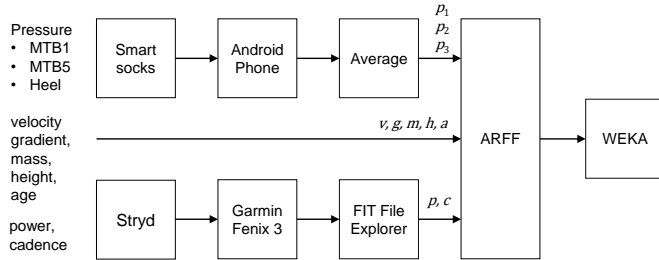 Pressure
• MTB1
• MTB5
• Heel
Smart
socks
Android
Phone
Average
p₁
p₂
p₃
velocity
gradient,
mass,
height,
age
v, g, m, h, a
ARFF
WEKA
power,
cadence
Stryd
Garmin
Fenix 3
FIT File
Explorer
p, c